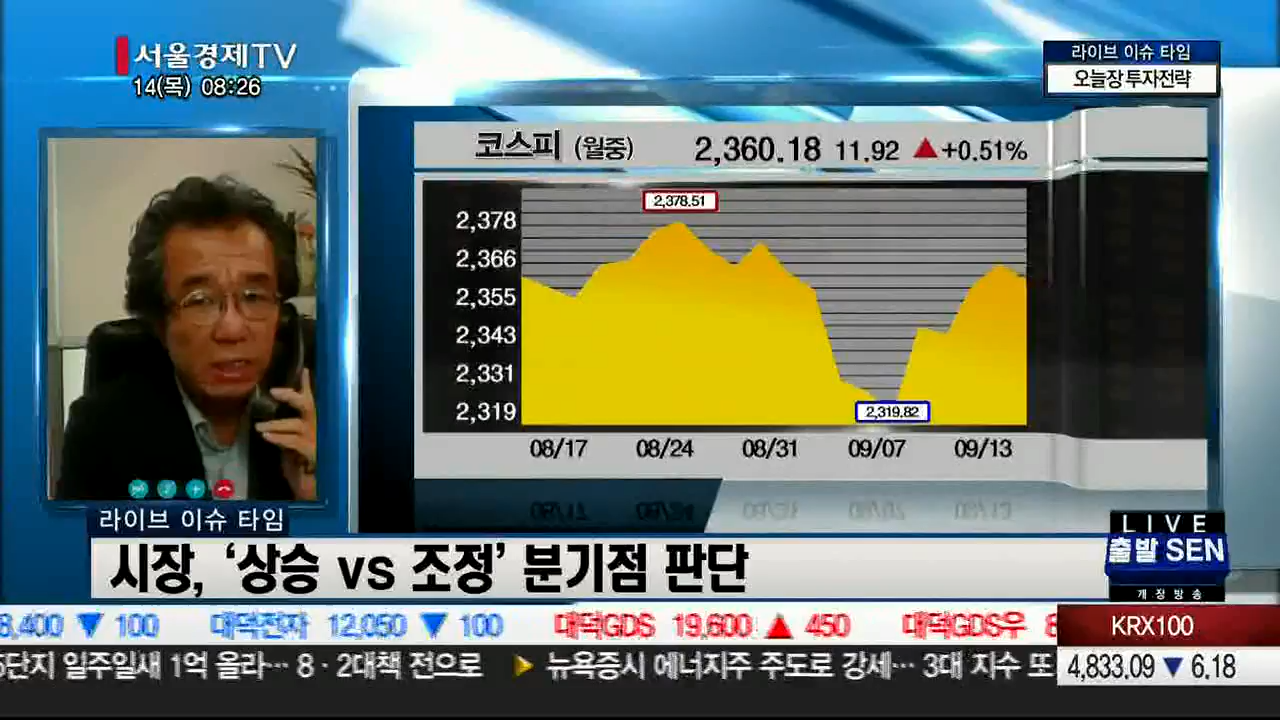 서울경제TV
14(목) 08:26
라이브 이슈 타임
오늘장 투자전략
코스피 (월중) 2,360.18 11.92 ▲+0.51%
2,378.51
2,378
2,366
2,355
2,343
2,331
2,319
2,319.82
08/17 08/24 08/31 09/07 09/13
라이브 이슈 타임
시장, ‘상승 vs 조정’ 분기점 판단
LIVE
출발 SEN
개장방송
8,400 ▼ 100 대덕전자 12,050 ▼ 100 대덕GDS 19,600 ▲ 450 대덕GDS우
KRX100
5단지 일주일새 1억 올라… 8·2대책 전으로 ▶ 뉴욕증시 에너지주 주도로 강세… 3대 지수 또
4,833.09 ▼ 6.18